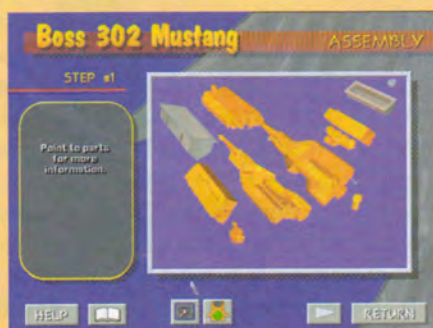 Boss 302 Mustang
ASSEMBLY
STEP #1
Point to parts
for more
information.
HELP
RETURN